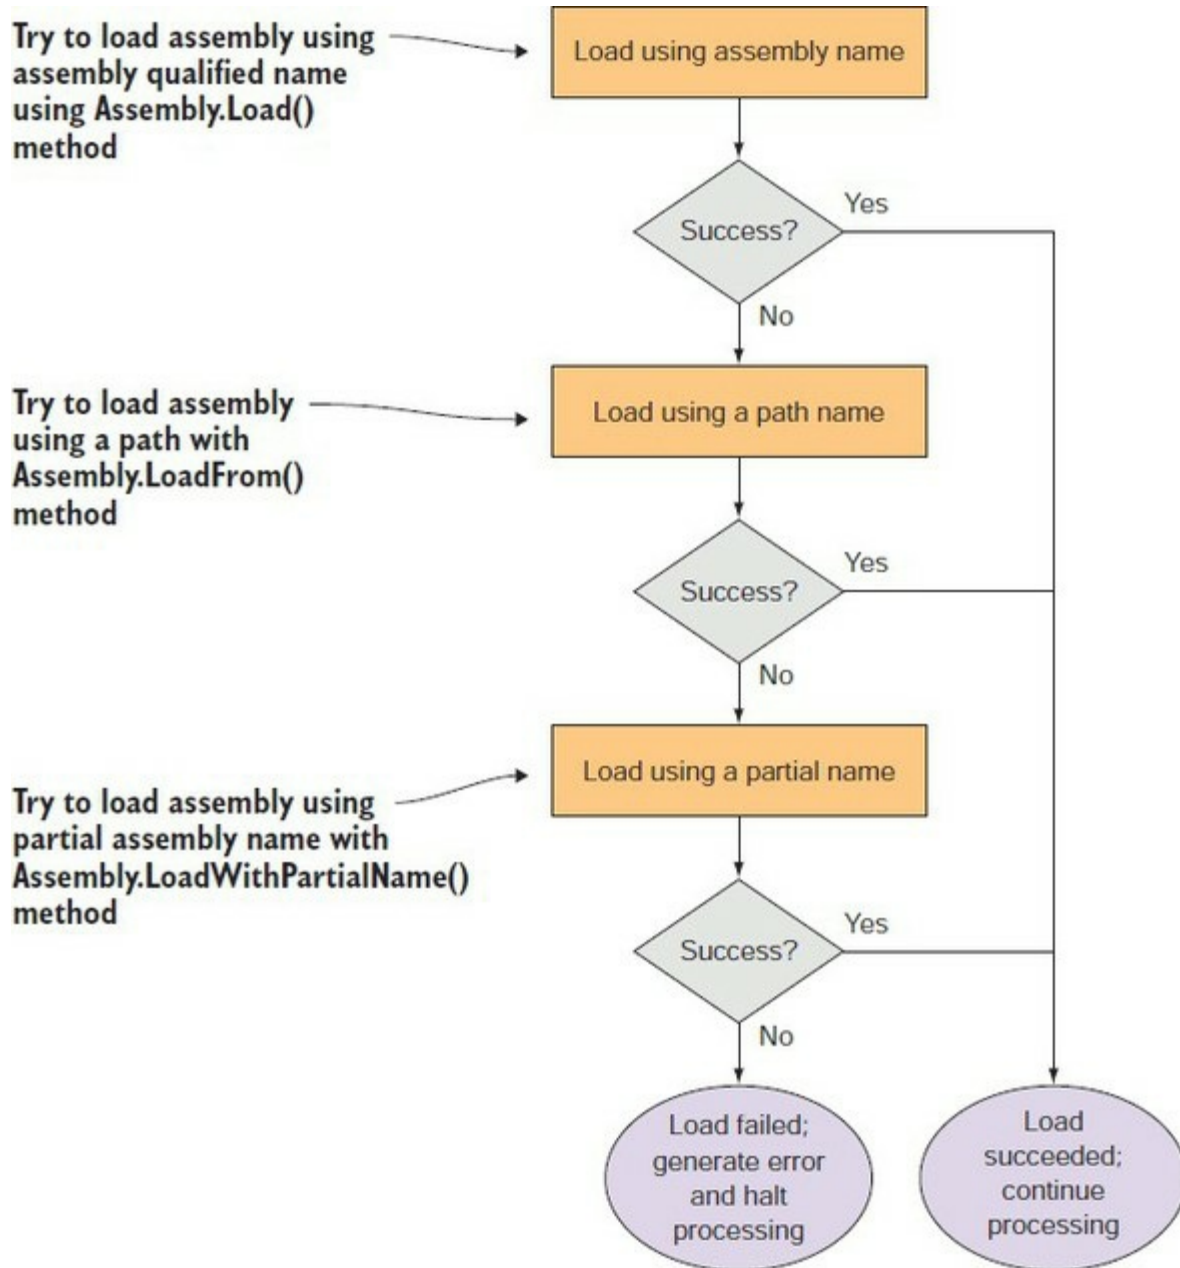 Try to load assembly using
assembly qualified name
using Assembly.Load()
method
Load using assembly name
Success?
Yes
No
Try to load assembly
using a path with
Assembly.LoadFrom()
method
Load using a path name
Success?
Yes
No
Try to load assembly using
partial assembly name with
Assembly.LoadWithPartialName()
method
Load using a partial name
Success?
Yes
No
Load failed;
generate error
and halt
processing
Load
succeeded;
continue
processing